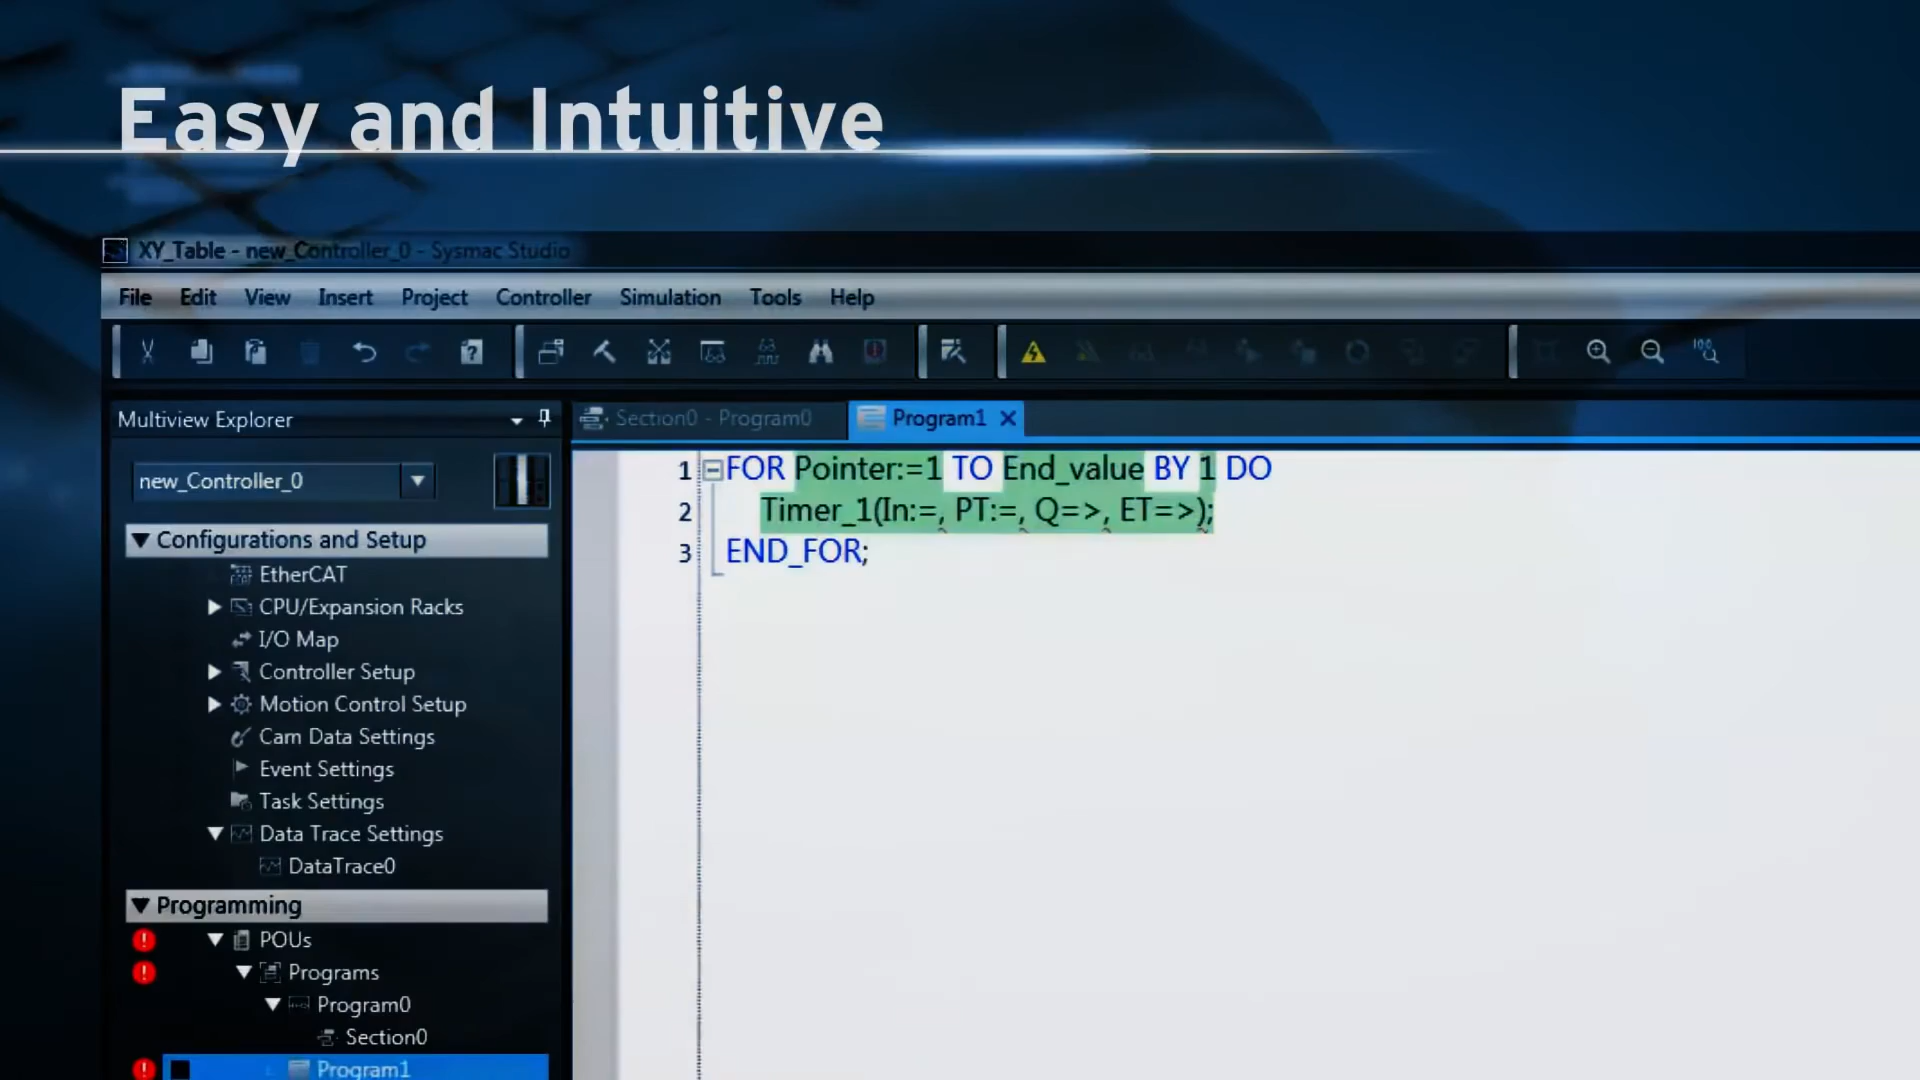 Easy and Intuitive
XY_Table - new_Controller_0 - Sysmac Studio
File Edit View Insert Project Controller Simulation Tools Help
100
Multiview Explorer
Section0 - Program0
Program1
new_Controller_0
1 FOR Pointer:=1 TO End_value BY 1 DO
2 Timer_1(In:=, PT:=, Q=>, ET=>);
3 END_FOR;
Configurations and Setup
EtherCAT
CPU/Expansion Racks
I/O Map
Controller Setup
Motion Control Setup
Cam Data Settings
Event Settings
Task Settings
Data Trace Settings
DataTrace0
Programming
POUs
Programs
Program0
Section0
Program1